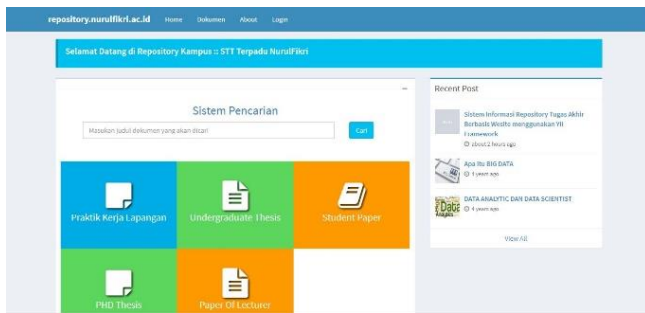 repository.nurulfikri.ac.id Home Dokumen About Login
Selamat Datang di Repository Kampus :: STT Terpadu NurulFikri
Sistem Pencarian
Masukan judul dokumen yang akan dicari
Cari
Praktik Kerja Lapangan
Undergraduate Thesis
Student Paper
PHD Thesis
Paper Of Lecturer
Recent Post
Sistem Informasi Repository Tugas Akhir
Berbasis Wesite menggunakan YII
Framework
about 2 hours ago
Apa itu BIG DATA
4 years ago
DATA ANALYTIC DAN DATA SCIENTIST
4 years ago
View All